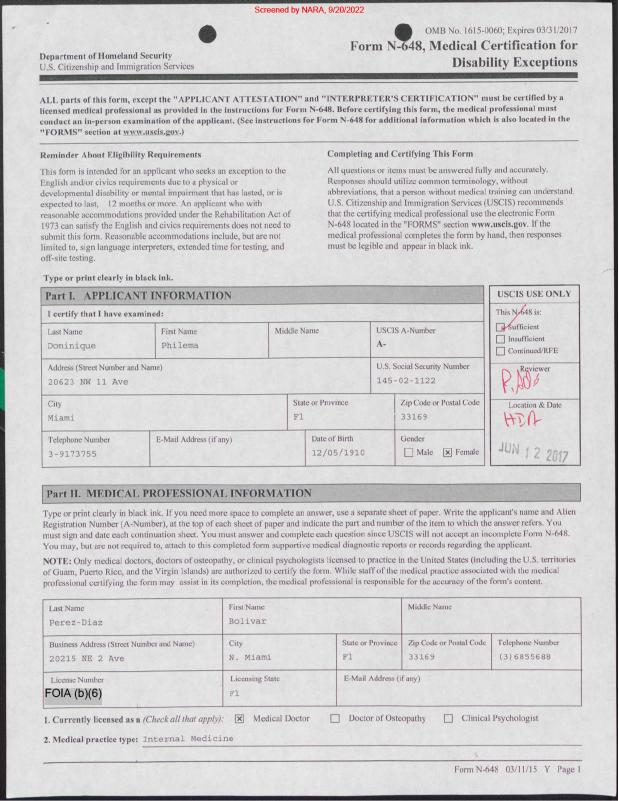 Screened by NARA, 9/20/2022
OMB No. 1615-0060; Expires 03/31/2017
Department of Homeland Security
U.S. Citizenship and Immigration Services
Form N-648, Medical Certification for
Disability Exceptions
ALL parts of this form, except the "APPLICANT ATTESTATION" and "INTERPRETER'S CERTIFICATION" must be certified by a
licensed medical professional as provided in the instructions for Form N-648. Before certifying this form, the medical professional must
conduct an in-person examination of the applicant. (See instructions for Form N-648 for additional information which is also located in the
"FORMS" section at www.uscis.gov.)
Reminder About Eligibility Requirements
This form is intended for an applicant who seeks an exception to the
English and/or civics requirements due to a physical or
developmental disability or mental impairment that has lasted, or is
expected to last, 12 months or more. An applicant who with
reasonable accommodations provided under the Rehabilitation Act of
1973 can satisfy the English and civics requirements does not need to
submit this form. Reasonable accommodations include, but are not
limited to, sign language interpreters, extended time for testing, and
off-site testing.
Completing and Certifying This Form
All questions or items must be answered fully and accurately.
Responses should utilize common terminology, without
abbreviations, that a person without medical training can understand.
U.S. Citizenship and Immigration Services (USCIS) recommends
that the certifying medical professional use the electronic Form
N-648 located in the "FORMS" section www.uscis.gov. If the
medical professional completes the form by hand, then responses
must be legible and appear in black ink.
Type or print clearly in black ink.
Part I. APPLICANT INFORMATION
I certify that I have examined:
Last Name First Name Middle Name USCIS A-Number
Dominique Philema A-
Address (Street Number and Name) U.S. Social Security Number
20623 NW 11 Ave 145-02-1122
City State or Province Zip Code or Postal Code
Miami Fl 33169
Telephone Number E-Mail Address (if any) Date of Birth Gender
3-9173755 12/05/1910 Male Female
USCIS USE ONLY
This N-648 is:
Sufficient
Insufficient
Continued/RFE
Reviewer
Location & Date
JUN 12 2017
Part II. MEDICAL PROFESSIONAL INFORMATION
Type or print clearly in black ink. If you need more space to complete an answer, use a separate sheet of paper. Write the applicant's name and Alien
Registration Number (A-Number), at the top of each sheet of paper and indicate the part and number of the item to which the answer refers. You
must sign and date each continuation sheet. You must answer and complete each question since USCIS will not accept an incomplete Form N-648.
You may, but are not required to, attach to this completed form supportive medical diagnostic reports or records regarding the applicant.
NOTE: Only medical doctors, doctors of osteopathy, or clinical psychologists licensed to practice in the United States (including the U.S. territories
of Guam, Puerto Rico, and the Virgin Islands) are authorized to certify the form. While staff of the medical practice associated with the medical
professional certifying the form may assist in its completion, the medical professional is responsible for the accuracy of the form's content.
Last Name First Name Middle Name
Perez-Diaz Bolivar
Business Address (Street Number and Name) City State or Province Zip Code or Postal Code Telephone Number
20215 NE 2 Ave N. Miami Fl 33169 (3)6855688
License Number Licensing State E-Mail Address (if any)
FOIA (b)(6) Fl
1. Currently licensed as a (Check all that apply): Medical Doctor Doctor of Osteopathy Clinical Psychologist
2. Medical practice type: Internal Medicine
Form N-648 03/11/15 Y Page 1